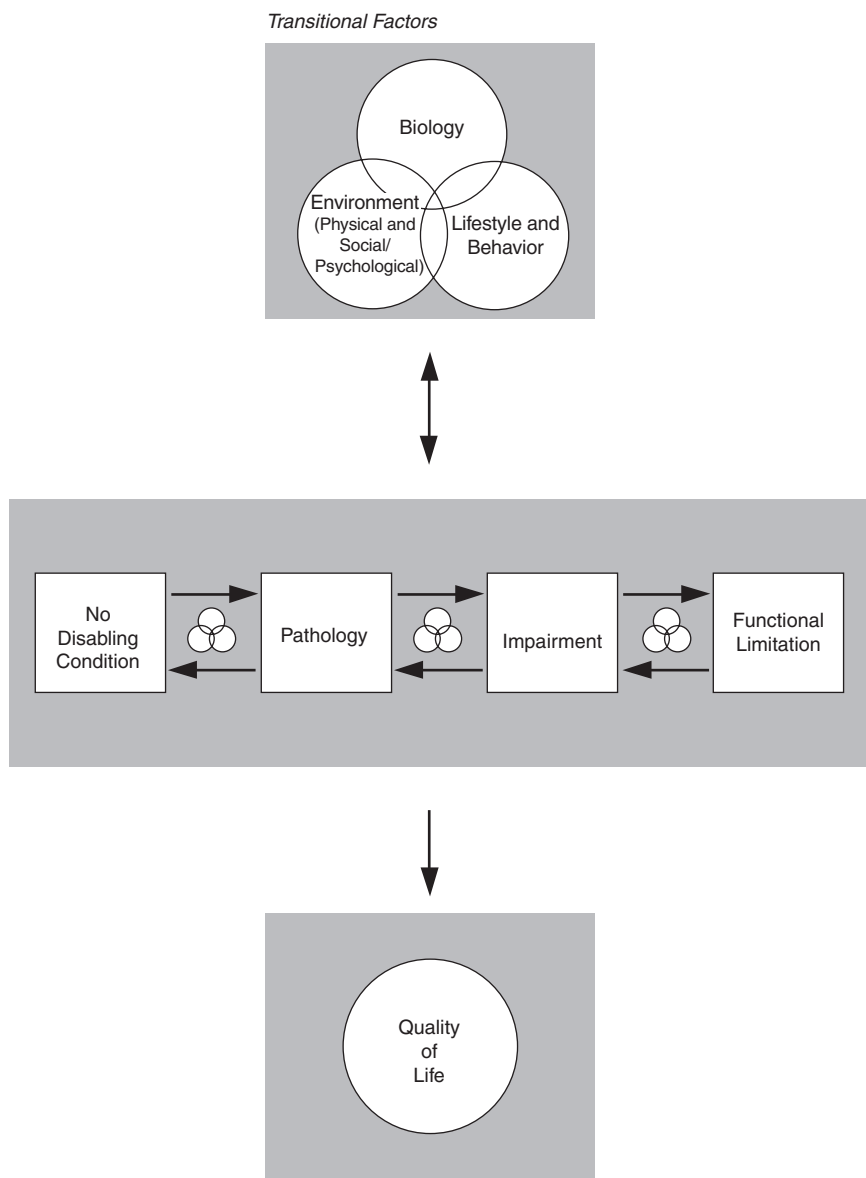 Transitional Factors
Biology
Environment
(Physical and
Social/
Psychological)
Lifestyle and
Behavior
No
Disabling
Condition
Pathology
Impairment
Functional
Limitation
Quality
of
Life